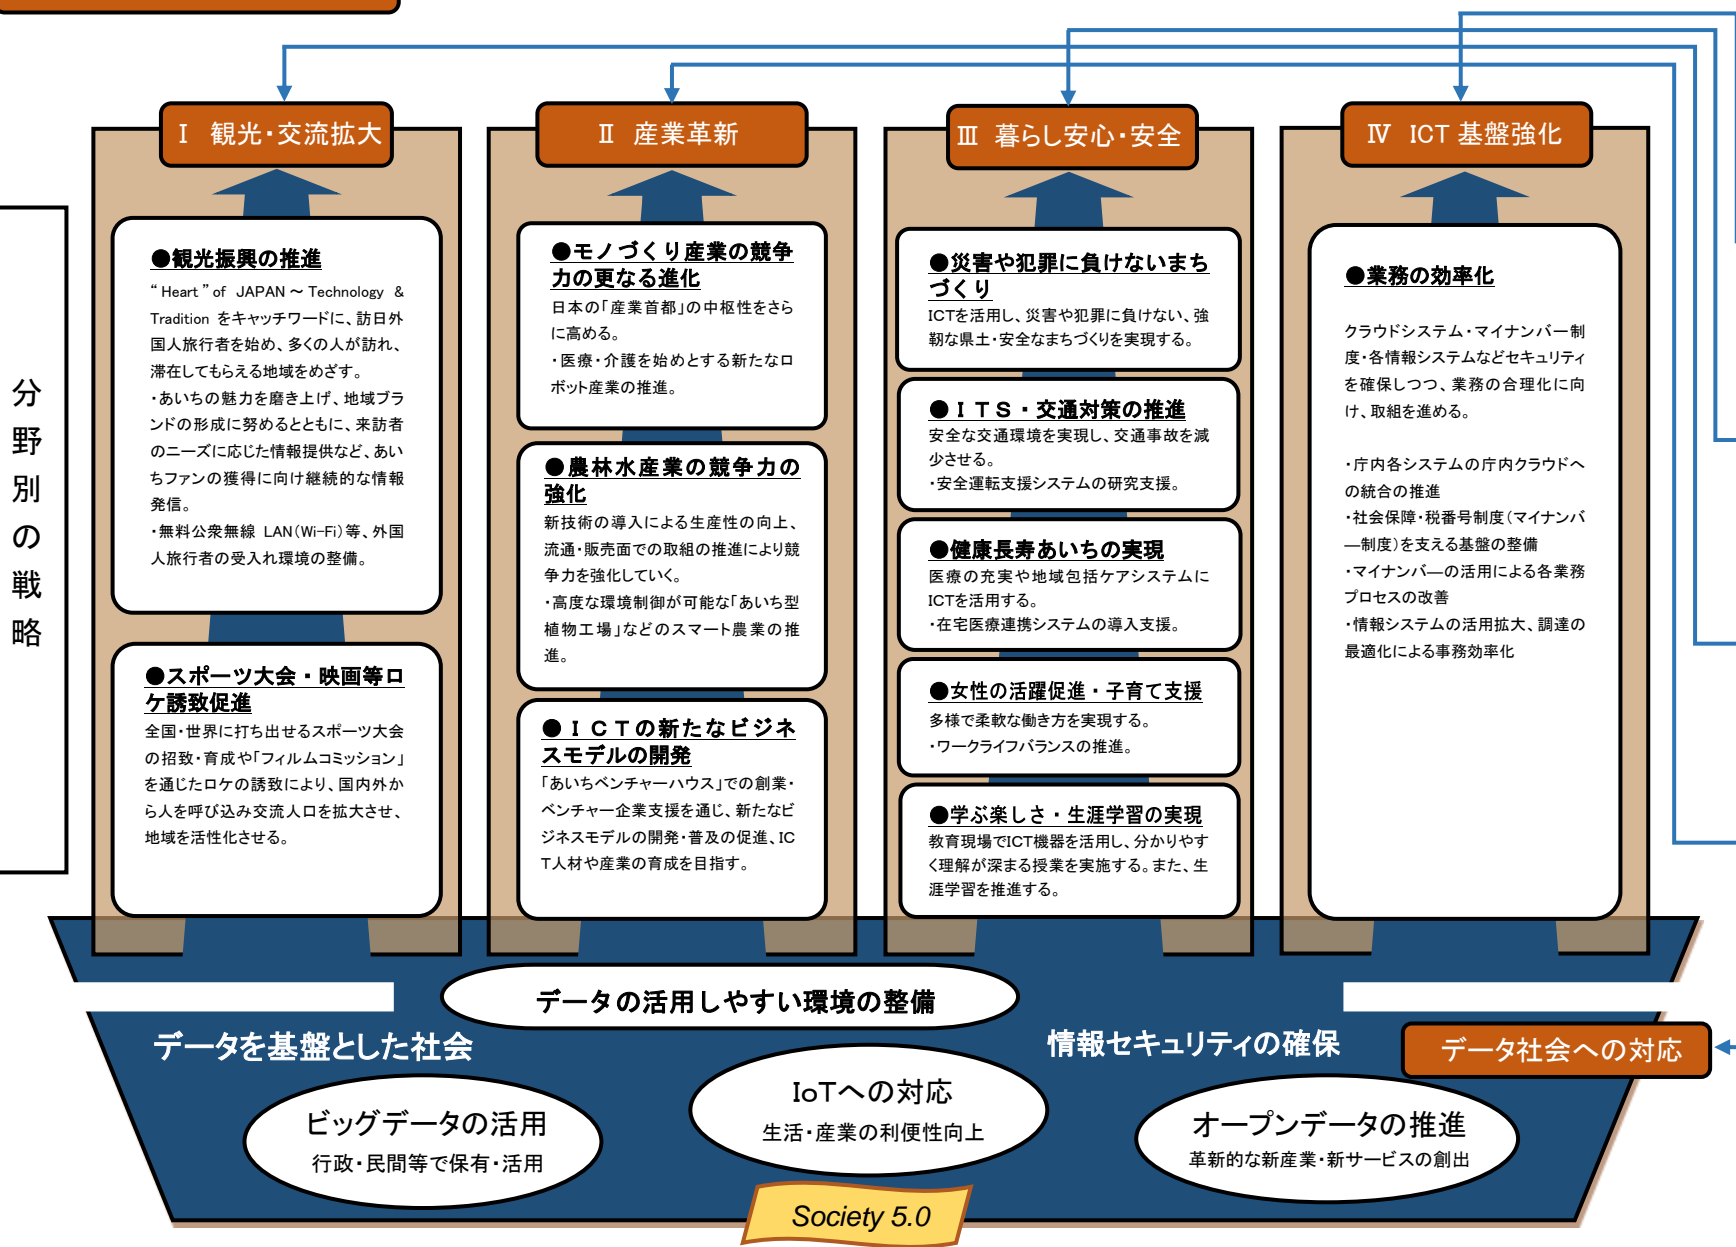 分野別の戦略
Ⅰ 観光・交流拡大
●観光振興の推進
“Heart”of JAPAN～Technology &
Tradition をキャッチワードに、訪日外
国人旅行者を始め、多くの人が訪れ、
滞在してもらえる地域をめざす。
・あいちの魅力を磨き上げ、地域ブラ
ンドの形成に努めるとともに、来訪者
のニーズに応じた情報提供など、あい
ちファンの獲得に向け継続的な情報
発信。
・無料公衆無線 LAN(Wi-Fi)等、外国
人旅行者の受入れ環境の整備。
●スポーツ大会・映画等ロ
ケ誘致促進
全国・世界に打ち出せるスポーツ大会
の招致・育成や「フィルムコミッション」
を通じたロケの誘致により、国内外か
ら人を呼び込み交流人口を拡大させ、
地域を活性化させる。
Ⅱ 産業革新
●モノづくり産業の競争
力の更なる進化
日本の「産業首都」の中枢性をさら
に高める。
・医療・介護を始めとする新たなロ
ボット産業の推進。
●農林水産業の競争力の
強化
新技術の導入による生産性の向上、
流通・販売面での取組の推進により競
争力を強化していく。
・高度な環境制御が可能な「あいち型
植物工場」などのスマート農業の推
進。
●ＩＣＴの新たなビジネ
スモデルの開発
「あいちベンチャーハウス」での創業・
ベンチャー企業支援を通じ、新たなビ
ジネスモデルの開発・普及の促進、IC
T人材や産業の育成を目指す。
Ⅲ 暮らし安心・安全
●災害や犯罪に負けないまち
づくり
ICTを活用し、災害や犯罪に負けない、強
靭な県土・安全なまちづくりを実現する。
●ＩＴＳ・交通対策の推進
安全な交通環境を実現し、交通事故を減
少させる。
・安全運転支援システムの研究支援。
●健康長寿あいちの実現
医療の充実や地域包括ケアシステムに
ICTを活用する。
・在宅医療連携システムの導入支援。
●女性の活躍促進・子育て支援
多様で柔軟な働き方を実現する。
・ワークライフバランスの推進。
●学ぶ楽しさ・生涯学習の実現
教育現場でICT機器を活用し、分かりやす
く理解が深まる授業を実施する。また、生
涯学習を推進する。
Ⅳ ICT 基盤強化
●業務の効率化
クラウドシステム・マイナンバー制
度・各情報システムなどセキュリティ
を確保しつつ、業務の合理化に向
け、取組を進める。
・庁内各システムの庁内クラウドへ
の統合の推進
・社会保障・税番号制度(マイナンバ
―制度)を支える基盤の整備
・マイナンバ―の活用による各業務
プロセスの改善
・情報システムの活用拡大、調達の
最適化による事務効率化
データの活用しやすい環境の整備
データを基盤とした社会
情報セキュリティの確保
データ社会への対応
ビッグデータの活用
行政・民間等で保有・活用
IoTへの対応
生活・産業の利便性向上
オープンデータの推進
革新的な新産業・新サービスの創出
Society 5.0